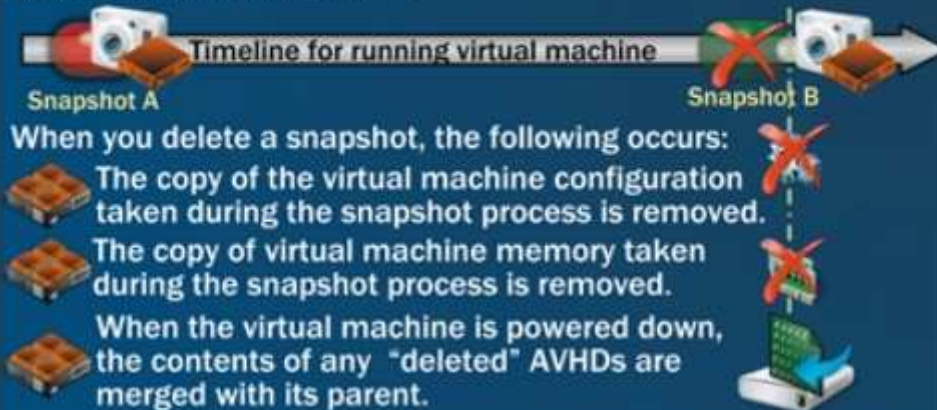 Timeline for running virtual machine
Snapshot A
Snapshot B
When you delete a snapshot, the following occurs:
The copy of the virtual machine configuration
taken during the snapshot process is removed.
The copy of virtual machine memory taken
during the snapshot process is removed.
When the virtual machine is powered down,
the contents of any "deleted" AVHDs are
merged with its parent.